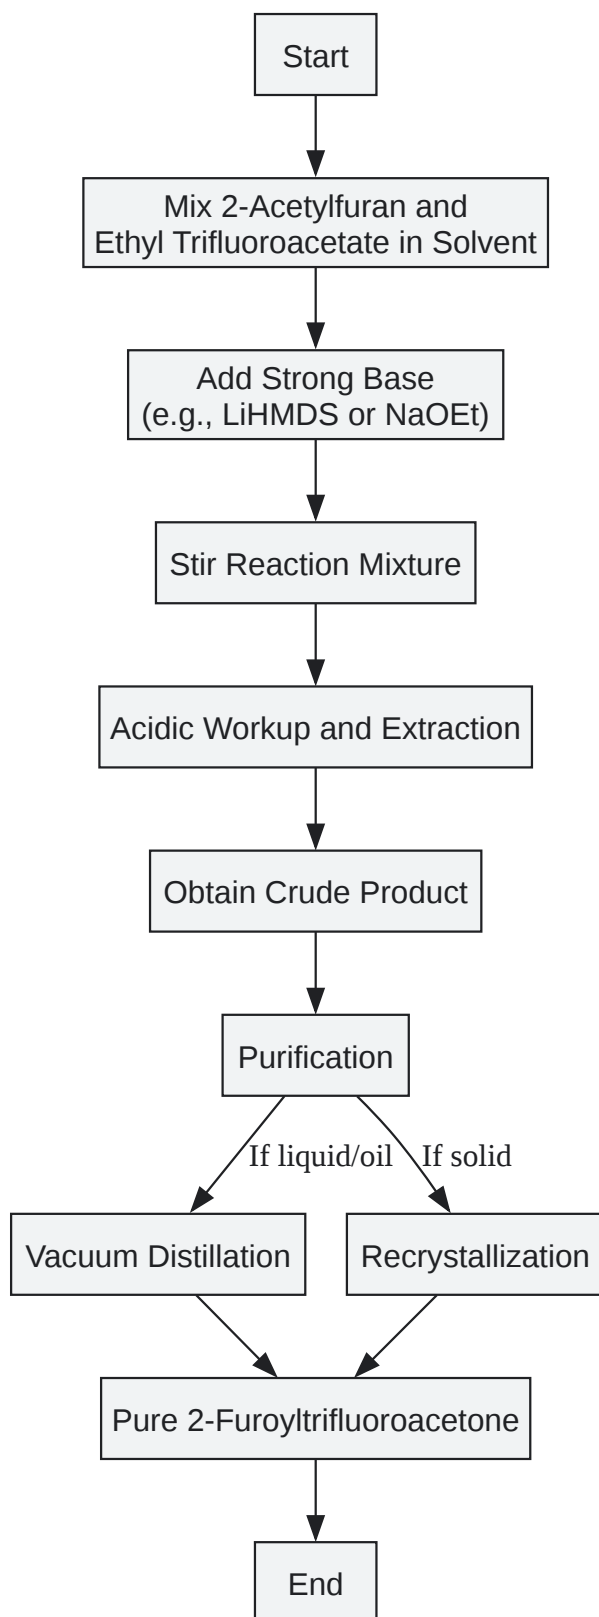 Start
Mix 2-Acetylfuran and
Ethyl Trifluoroacetate in Solvent
Add Strong Base
(e.g., LiHMDS or NaOEt)
Stir Reaction Mixture
Acidic Workup and Extraction
Obtain Crude Product
Purification
If liquid/oil
If solid
Vacuum Distillation
Recrystallization
Pure 2-Furoyltrifluoroacetone
End